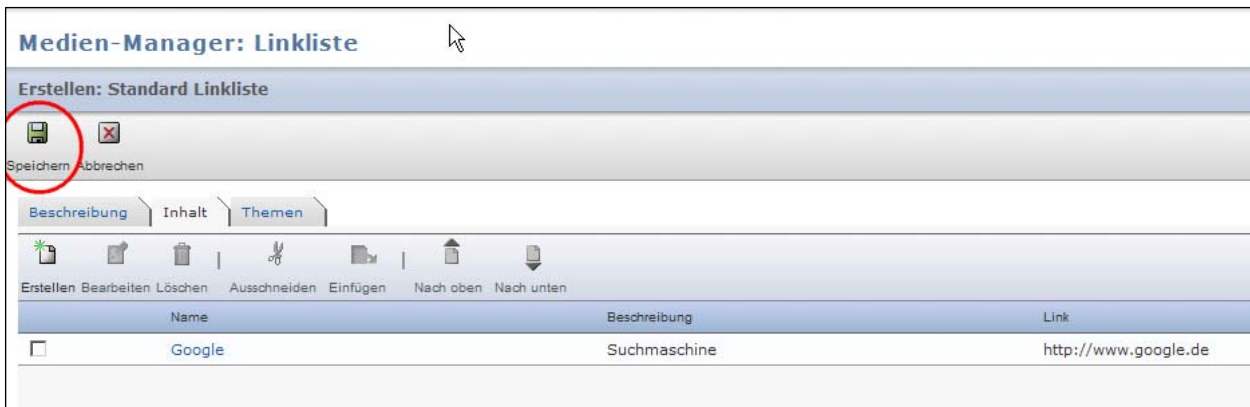 Medien-Manager: Linkliste
Erstellen: Standard Linkliste
Speichern Abbrechen
Beschreibung Inhalt Themen
Erstellen Bearbeiten Löschen Ausschneiden Einfügen Nach oben Nach unten
Name Beschreibung Link
Google Suchmaschine http://www.google.de